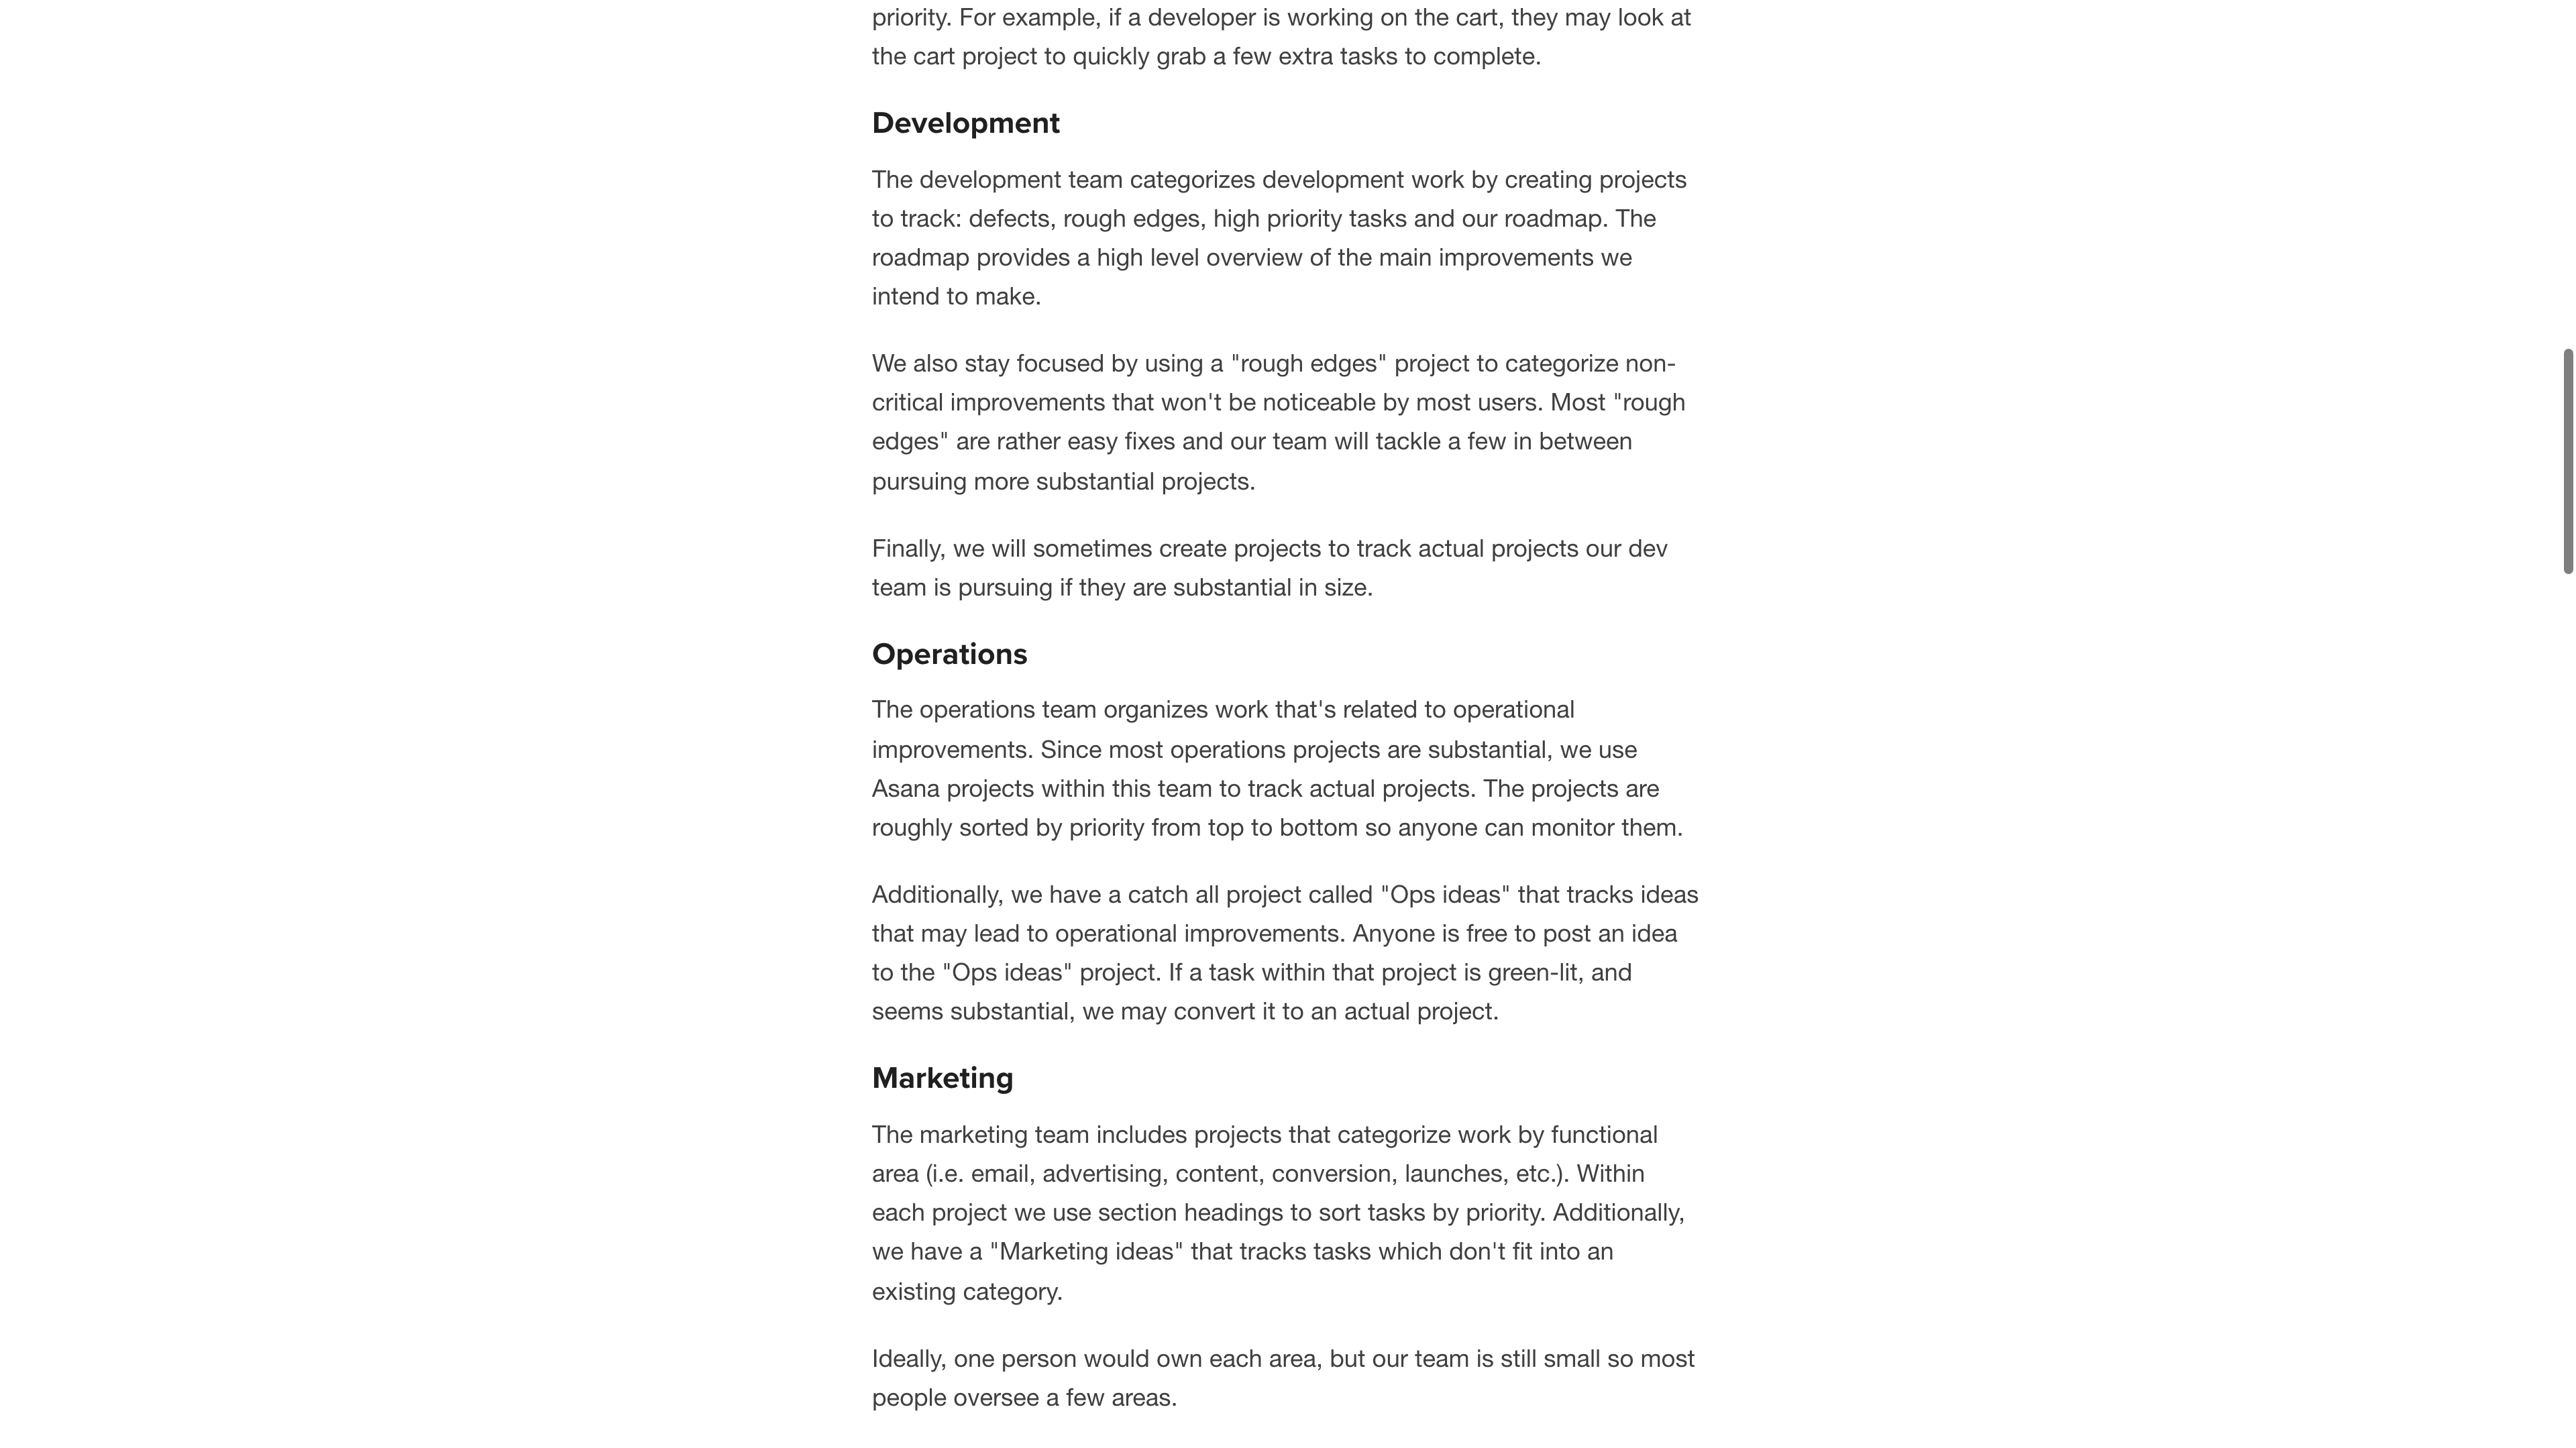 priority. For example, if a developer is working on the cart, they may look at
the cart project to quickly grab a few extra tasks to complete.
Development
The development team categorizes development work by creating projects
to track: defects, rough edges, high priority tasks and our roadmap. The
roadmap provides a high level overview of the main improvements we
intend to make.
We also stay focused by using a "rough edges" project to categorize non-
critical improvements that won't be noticeable by most users. Most "rough
edges" are rather easy fixes and our team will tackle a few in between
pursuing more substantial projects.
Finally, we will sometimes create projects to track actual projects our dev
team is pursuing if they are substantial in size.
Operations
The operations team organizes work that's related to operational
improvements. Since most operations projects are substantial, we use
Asana projects within this team to track actual projects. The projects are
roughly sorted by priority from top to bottom so anyone can monitor them.
Additionally, we have a catch all project called "Ops ideas" that tracks ideas
that may lead to operational improvements. Anyone is free to post an idea
to the "Ops ideas" project. If a task within that project is green-lit, and
seems substantial, we may convert it to an actual project.
Marketing
The marketing team includes projects that categorize work by functional
area (i.e. email, advertising, content, conversion, launches, etc.). Within
each project we use section headings to sort tasks by priority. Additionally,
we have a "Marketing ideas" that tracks tasks which don't fit into an
existing category.
Ideally, one person would own each area, but our team is still small so most
people oversee a few areas.